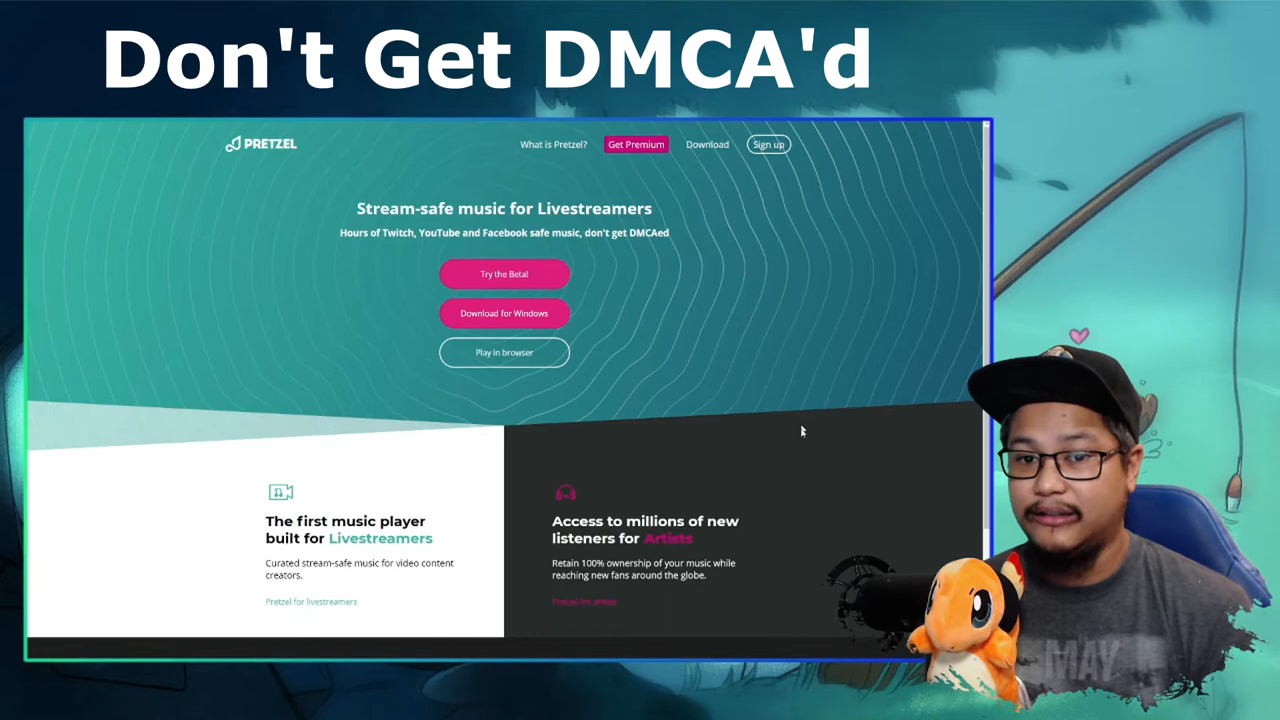 Don't Get DMCA'd
PRETZEL
What is Pretzel?
Get Premium
Download
Sign up
Stream-safe music for Livestreamers
Hours of Twitch, YouTube and Facebook safe music, don't get DMCAed
Try the Beta!
Download for Windows
Play in browser
The first music player
built for Livestreamers
Curated stream-safe music for video content
creators.
Pretzel for livestreamers
Access to millions of new
listeners for Artists
Retain 100% ownership of your music while
reaching new fans around the globe.
Pretzel for artists
MAY